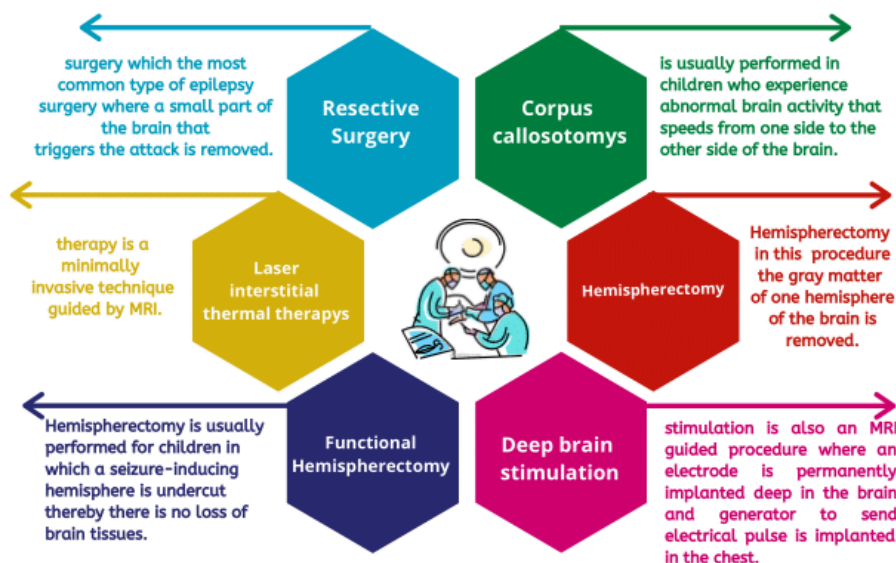 surgery which the most
common type of epilepsy
surgery where a small part of
the brain that
triggers the attack is removed.
Resective
Surgery
Corpus
callosotomys
is usually performed in
children who experience
abnormal brain activity that
speeds from one side to the
other side of the brain.
therapy is a
minimally
invasive technique
guided by MRI.
Laser
interstitial
thermal therapys
Hemispherectomy
Hemispherectomy
in this procedure
the gray matter
of one hemisphere
of the brain is
removed.
Hemispherectomy is usually
performed for children in
which a seizure-inducing
hemisphere is undercut
thereby there is no loss of
brain tissues.
Functional
Hemispherectomy
Deep brain
stimulation
stimulation is also an MRI
guided procedure where an
electrode is permanently
implanted deep in the brain
and generator to send
electrical pulse is implanted
in the chest.